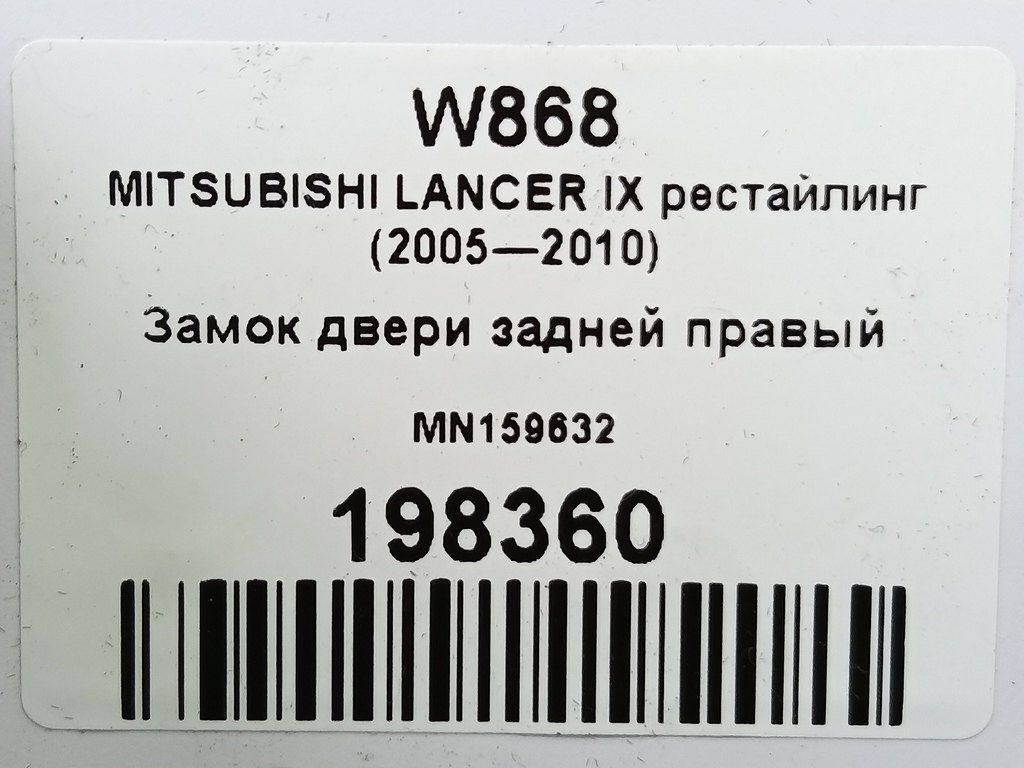 W868
MITSUBISHI LANCER IX рестайлинг
(2005—2010)
Замок двери задней правый
MN159632
198360